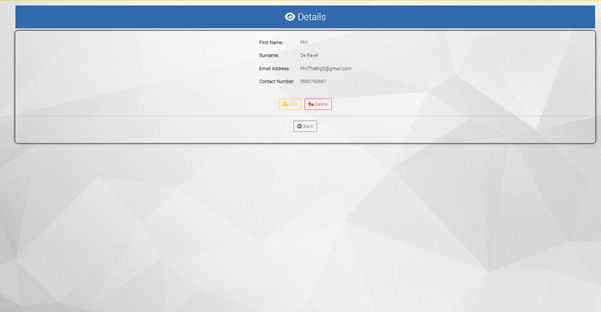 Details
First Name: Phil
Surname: De Ravel
Email Address: PhilTheBigD@gmail.com
Contact Number: 0980765987
Edit Delete
Back